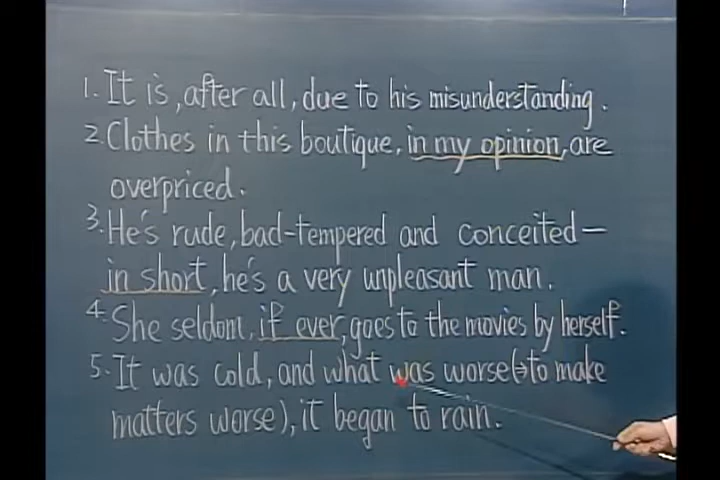 1. It is, after all, due to his misunderstanding.
2. Clothes in this boutique, in my opinion, are
overpriced.
3. He's rude, bad-tempered and conceited—
in short, he's a very unpleasant man.
4. She seldom, if ever, goes to the movies by herself.
5. It was cold, and what was worse (→to make
matters worse), it began to rain.